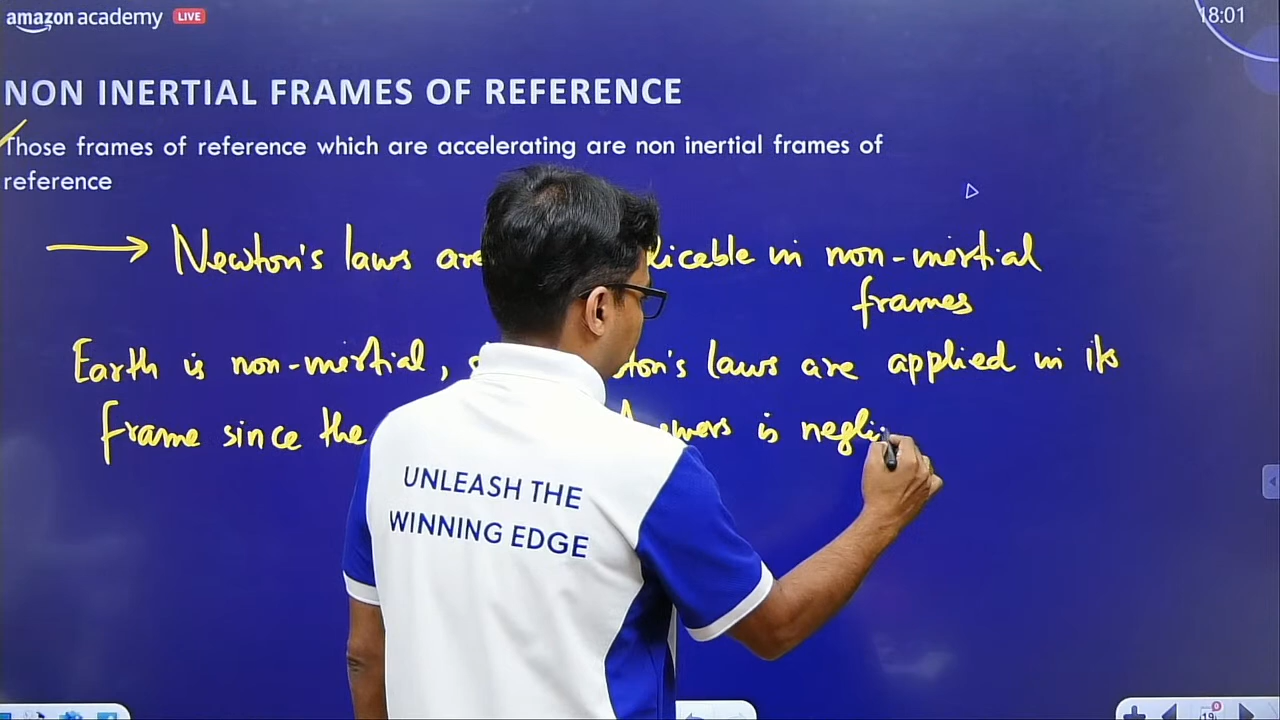 amazon academy LIVE
18:01
NON INERTIAL FRAMES OF REFERENCE
Those frames of reference which are accelerating are non inertial frames of
reference
→ Newton's laws are licable in non-inertial
frames
Earth is non-inertial, ton's laws are applied in its
frame since the answers is negli
UNLEASH THE
WINNING EDGE
19